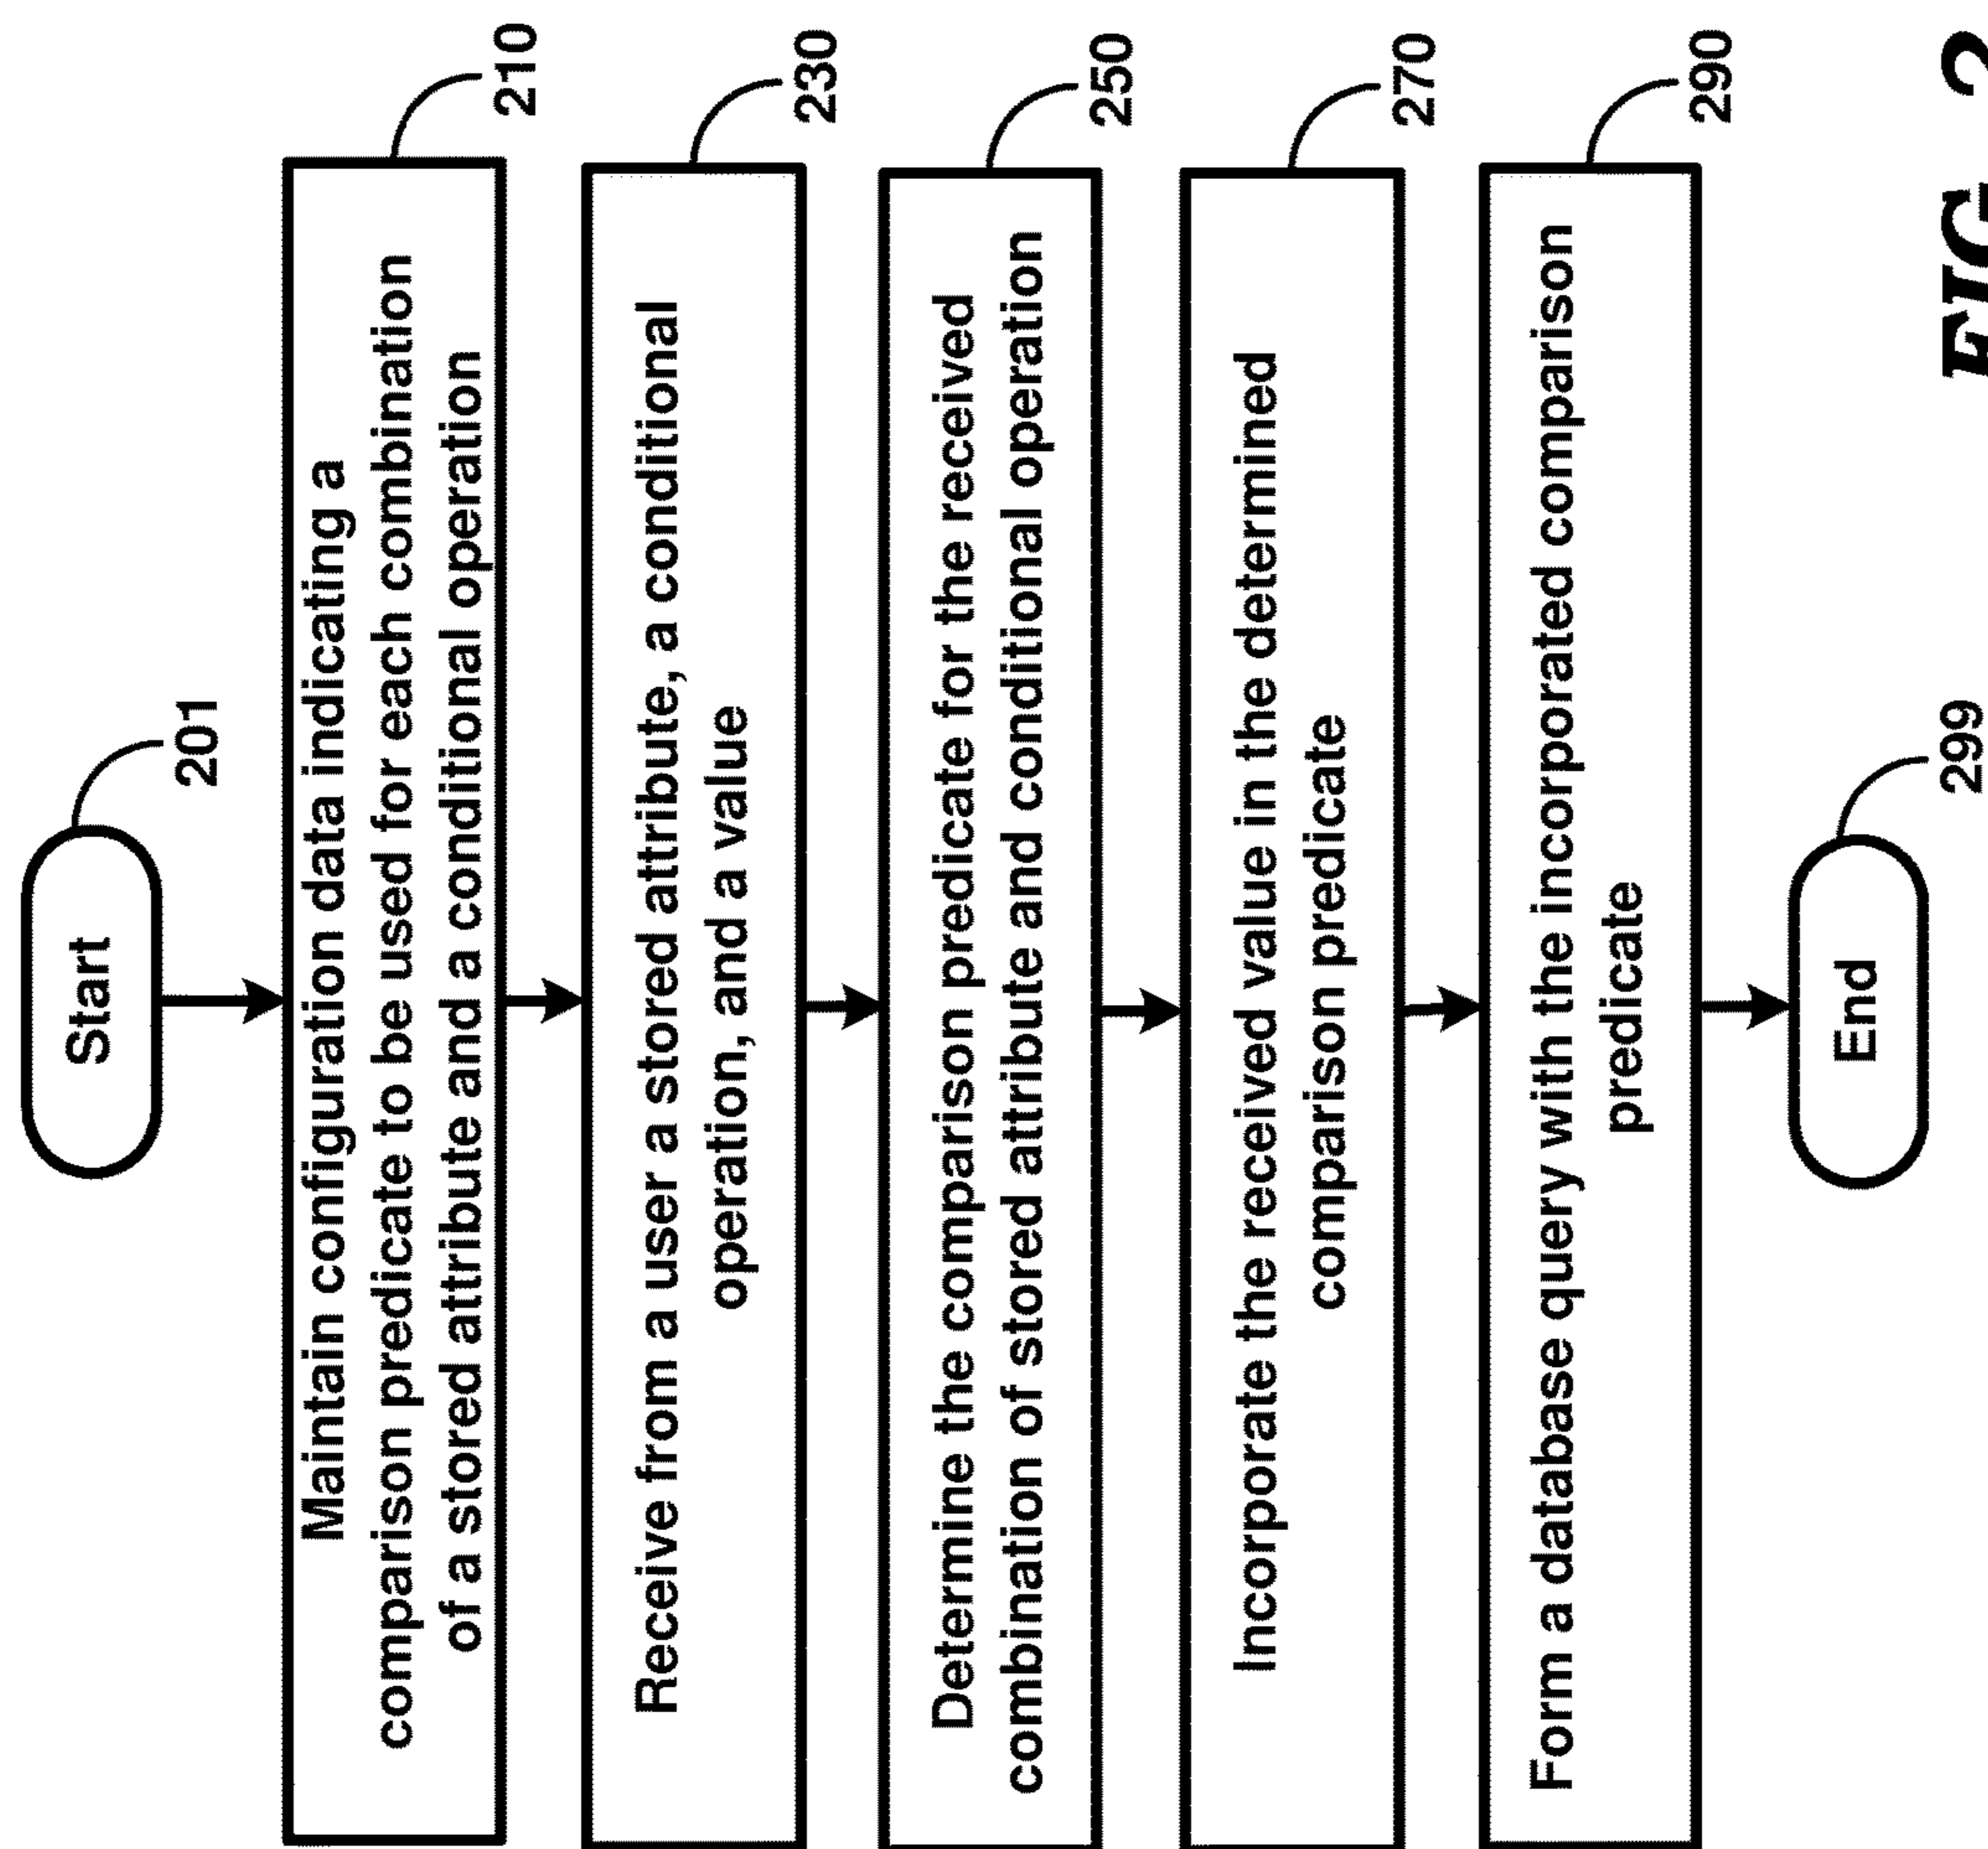 Start
201
Maintain configuration data indicating a
comparison predicate to be used for each combination
of a stored attribute and a conditional operation
210
Receive from a user a stored attribute, a conditional
operation, and a value
230
Determine the comparison predicate for the received
combination of stored attribute and conditional operation
250
Incorporate the received value in the determined
comparison predicate
270
Form a database query with the incorporated comparison
predicate
290
End
299
FIG. 2